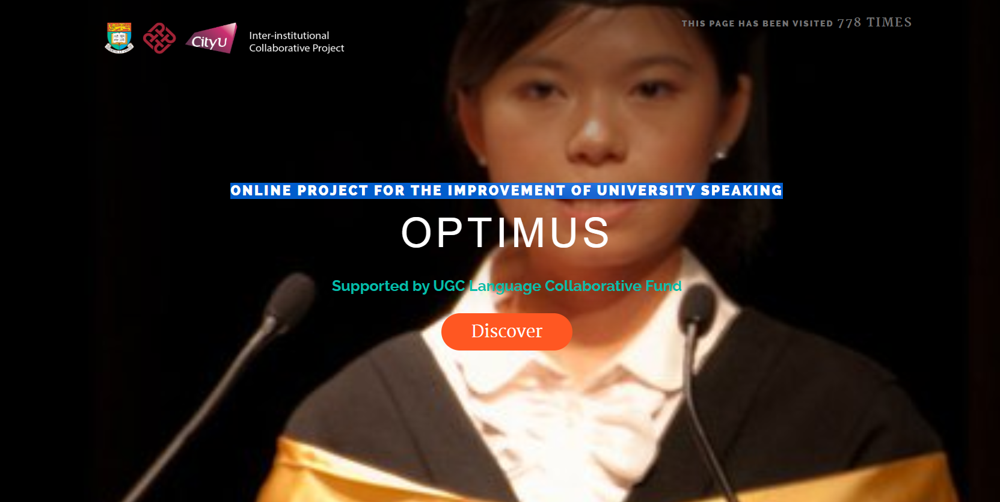 CityU
Inter-institutional
Collaborative Project
THIS PAGE HAS BEEN VISITED 778 TIMES
ONLINE PROJECT FOR THE IMPROVEMENT OF UNIVERSITY SPEAKING
OPTIMUS
Supported by UGC Language Collaborative Fund
Discover